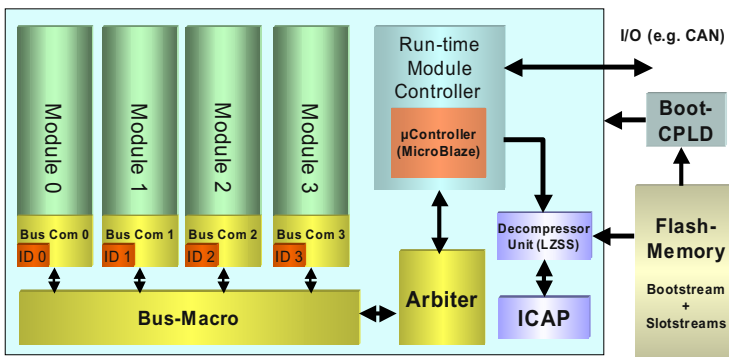 Module 0
Module 1
Module 2
Module 3
Bus Com 0
Bus Com 1
Bus Com 2
Bus Com 3
ID 0
ID 1
ID 2
ID 3
Bus-Macro
Run-time
Module
Controller
µController
(MicroBlaze)
Arbiter
Decompressor
Unit (LZSS)
ICAP
I/O (e.g. CAN)
Boot-
CPLD
Flash-
Memory
Bootstream
+
Slotstreams